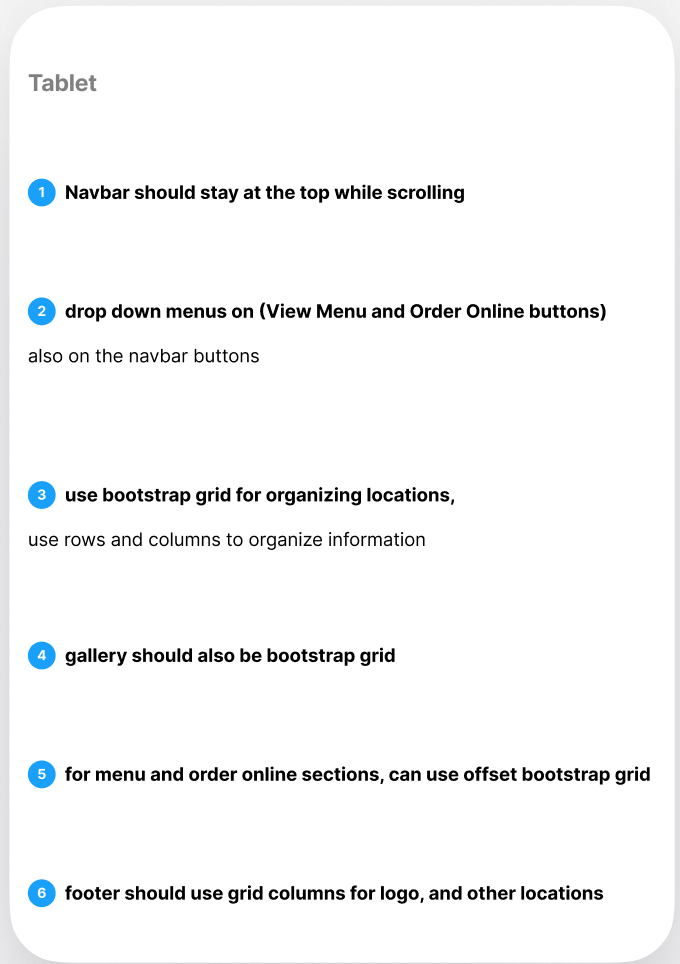 Tablet
1 Navbar should stay at the top while scrolling
2 drop down menus on (View Menu and Order Online buttons)
also on the navbar buttons
3 use bootstrap grid for organizing locations,
use rows and columns to organize information
4 gallery should also be bootstrap grid
5 for menu and order online sections, can use offset bootstrap grid
6 footer should use grid columns for logo, and other locations